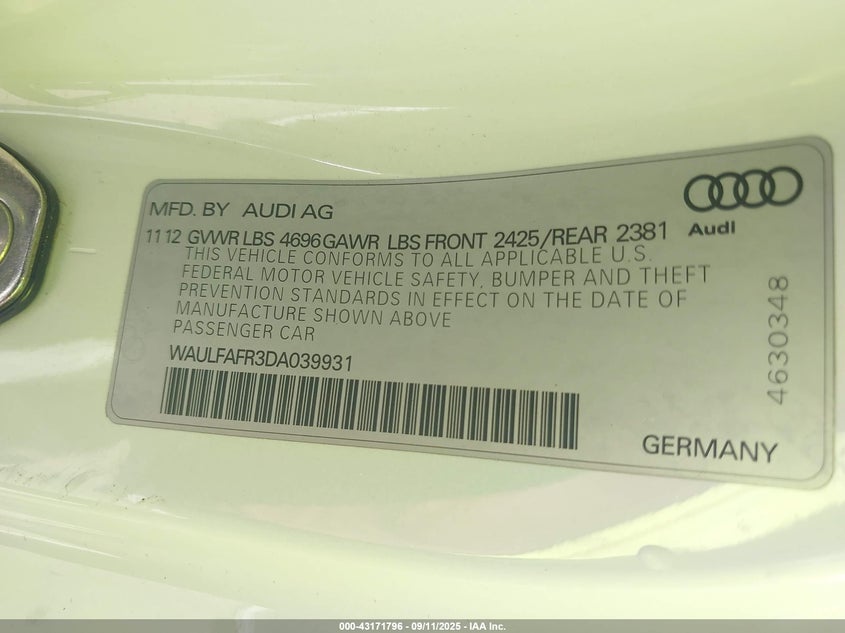 MFD. BY AUDI AG
11 12 GVWR LBS 4696 GAWR LBS FRONT 2425/REAR 2381
Audi
THIS VEHICLE CONFORMS TO ALL APPLICABLE U.S.
FEDERAL MOTOR VEHICLE SAFETY, BUMPER AND THEFT
PREVENTION STANDARDS IN EFFECT ON THE DATE OF
MANUFACTURE SHOWN ABOVE
PASSENGER CAR
WAULFAFR3DA039931
4630348
GERMANY
000-43171796 - 09/11/2025 - IAA Inc.